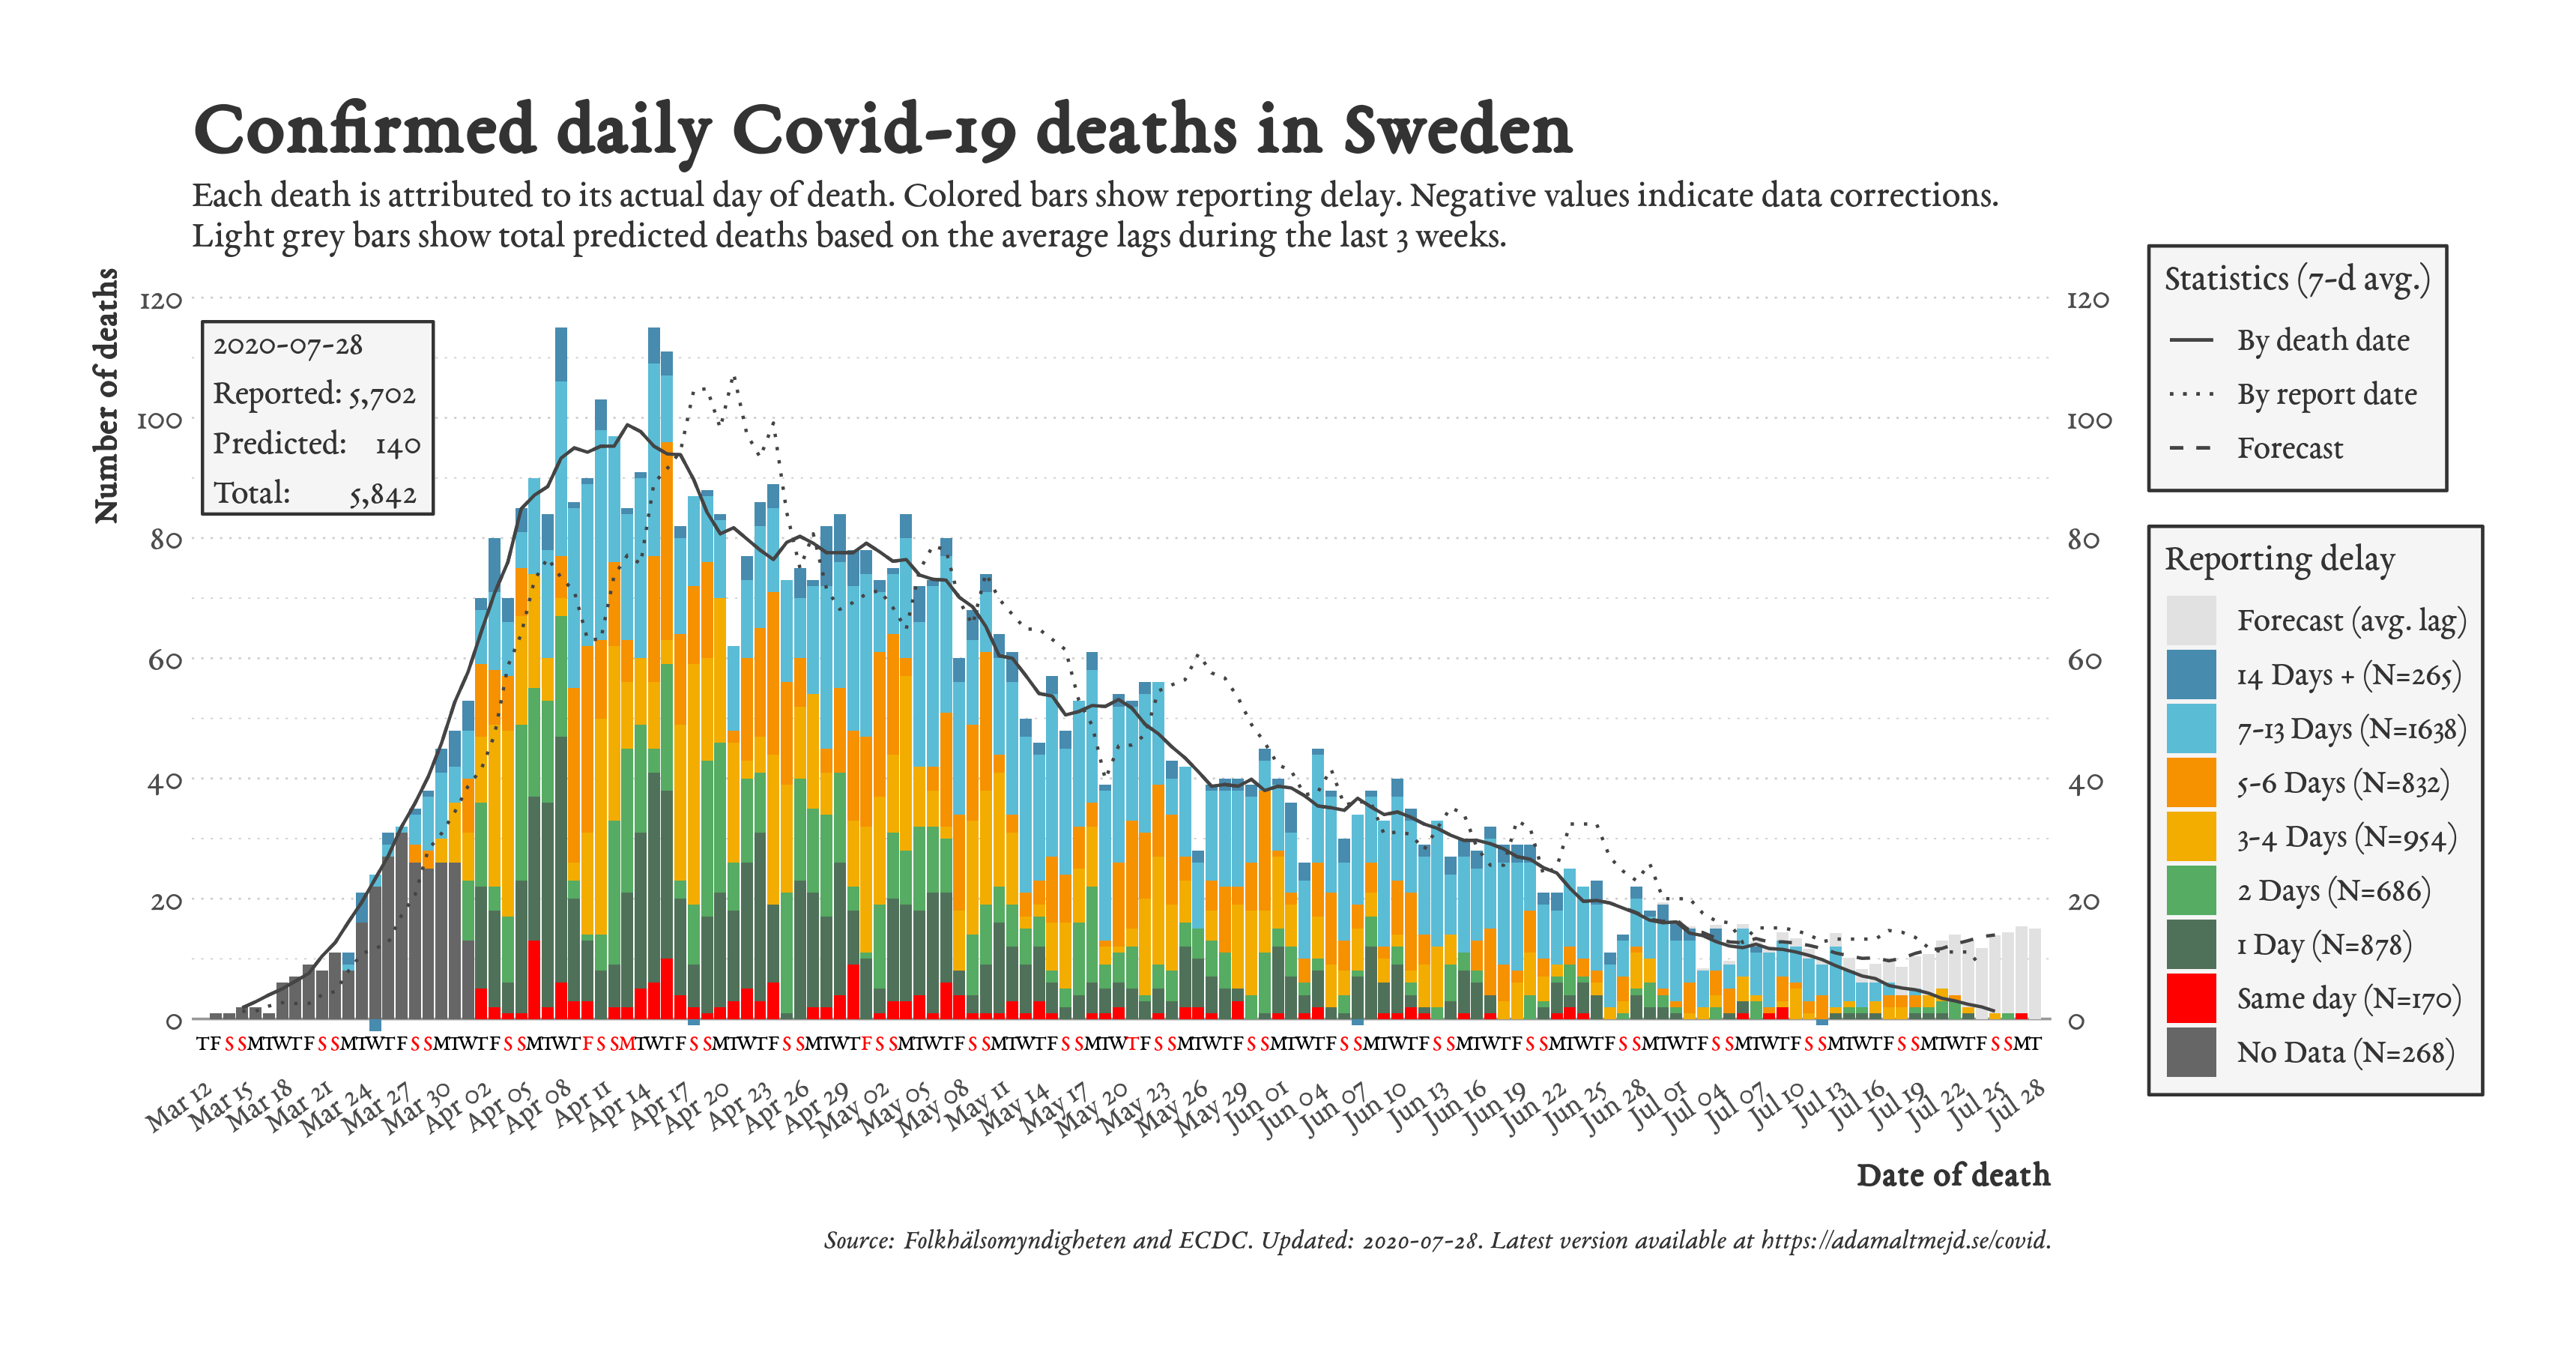 Confirmed daily Covid-19 deaths in Sweden
Each death is attributed to its actual day of death. Colored bars show reporting delay. Negative values indicate data corrections.
Light grey bars show total predicted deaths based on the average lags during the last 3 weeks.
Number of deaths
120
100
80
60
40
20
0
2020-07-28
Reported: 5,702
Predicted: 140
Total: 5,842
120
100
80
60
40
20
0
Statistics (7-d avg.)
By death date
By report date
Forecast
Reporting delay
Forecast (avg. lag)
14 Days + (N=265)
7-13 Days (N=1638)
5-6 Days (N=832)
3-4 Days (N=954)
2 Days (N=686)
1 Day (N=878)
Same day (N=170)
No Data (N=268)
TFSSMTWTFSSMTWTFSSMTWTFSSMTWTFSSMTWTFSSMTWTFSSMTWTFSSMTWTFSSMTWTFSSMTWTFSSMTWTFSSMTWTFSSMTWTFSSMTWTFSSMTWTFSSMTWTFSSMTWTFSSMTWTFSSMTWTFSSMT
Mar 12 Mar 15 Mar 18 Mar 21 Mar 24 Mar 27 Mar 30 Apr 02 Apr 05 Apr 08 Apr 11 Apr 14 Apr 17 Apr 20 Apr 23 Apr 26 Apr 29 May 02 May 05 May 08 May 11 May 14 May 17 May 20 May 23 May 26 May 29 Jun 01 Jun 04 Jun 07 Jun 10 Jun 13 Jun 16 Jun 19 Jun 22 Jun 25 Jun 28 Jul 01 Jul 04 Jul 07 Jul 10 Jul 13 Jul 16 Jul 19 Jul 22 Jul 25 Jul 28
Date of death
Source: Folkhälsomyndigheten and ECDC. Updated: 2020-07-28. Latest version available at https://adamaltmejd.se/covid.